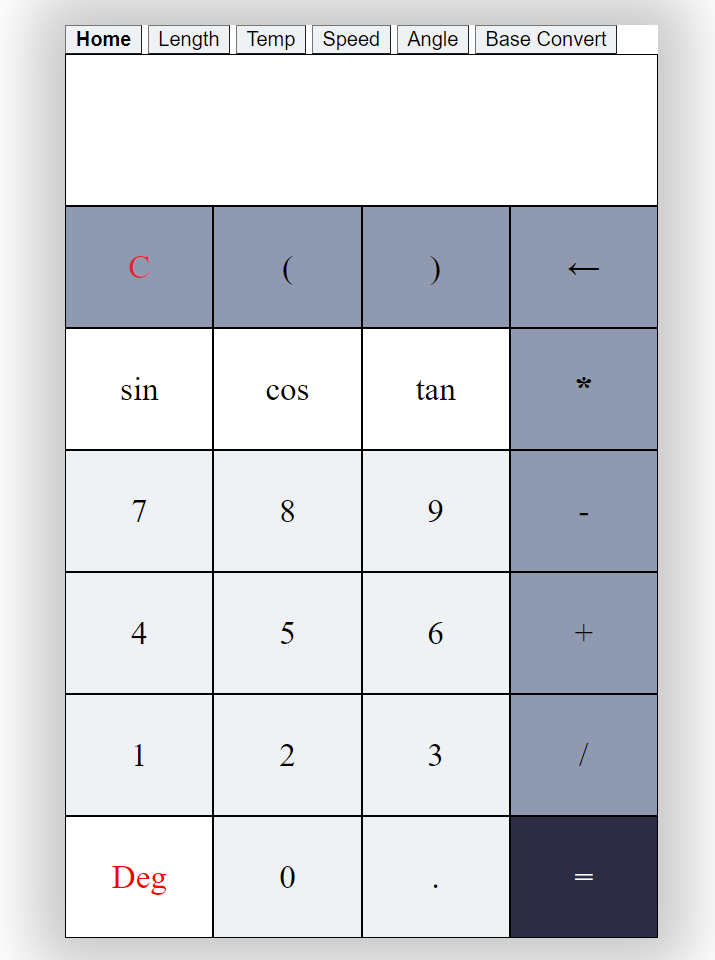 Home Length Temp Speed Angle Base Convert
C ( ) ←
sin cos tan *
7 8 9 -
4 5 6 +
1 2 3 /
Deg 0 . =